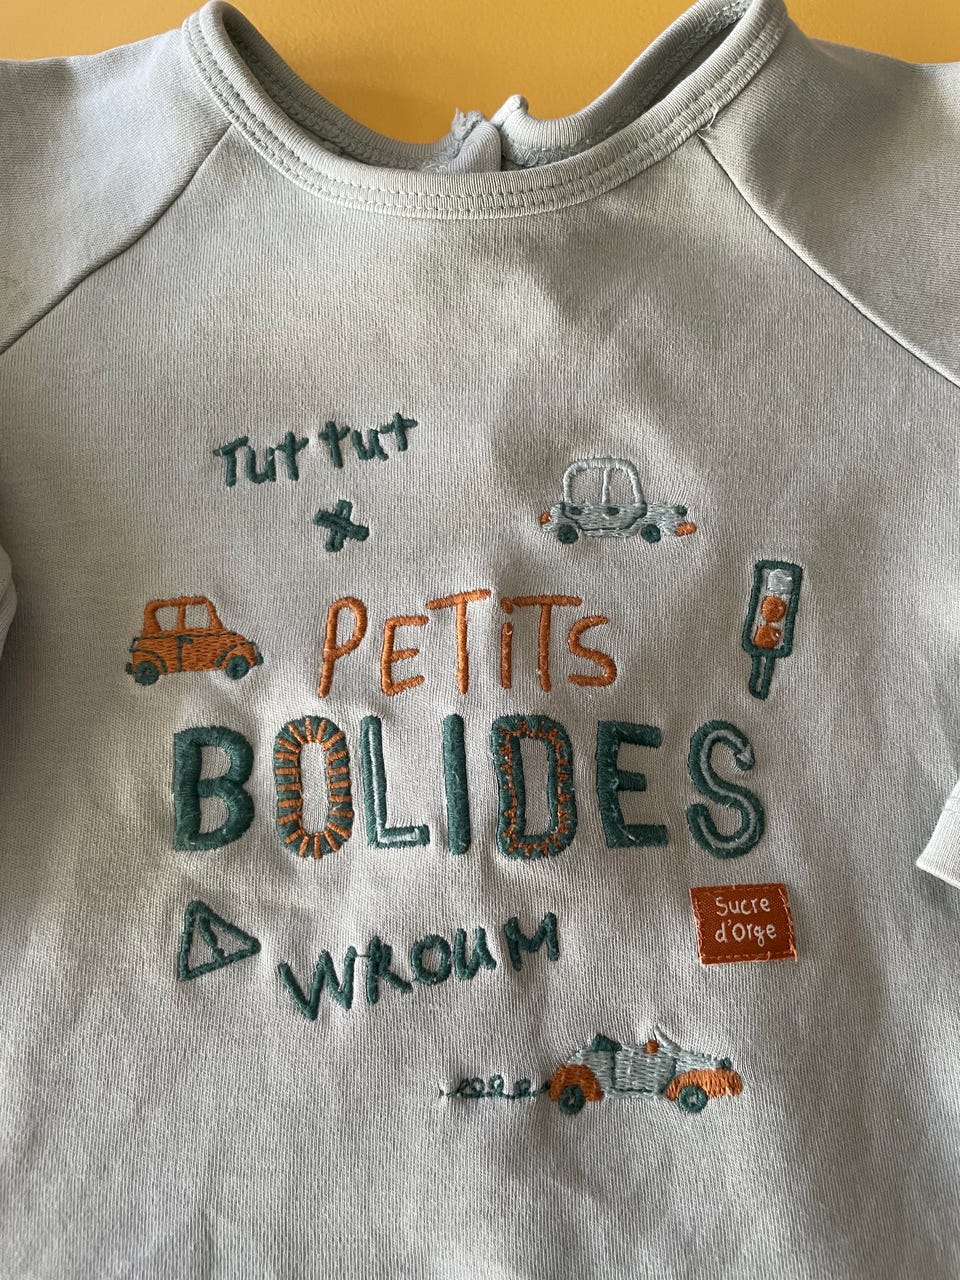 Tut tut
PETITS
BOLIDES
Sucre
d'Orge
WROUM